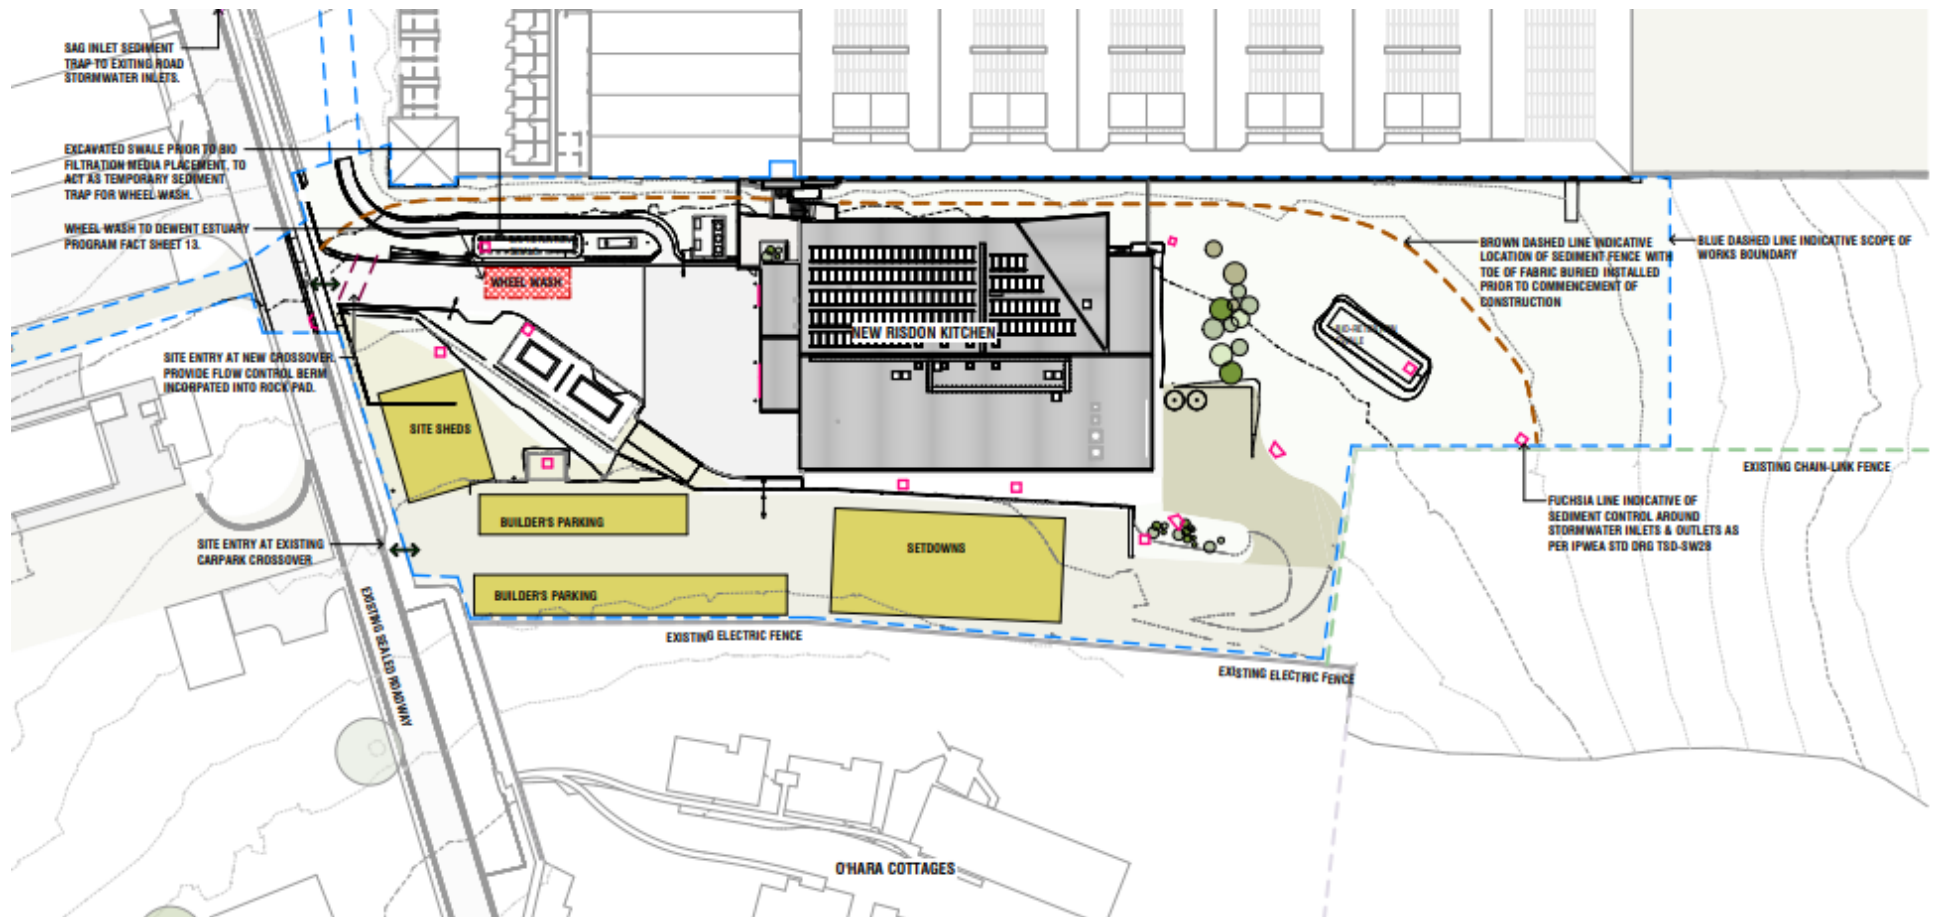 SAG INLET SEDIMENT
TRAP TO EXITING ROAD
STORMWATER INLETS.
EXCAVATED SWALE PRIOR TO BIO
FILTRATION MEDIA PLACEMENT, TO
ACT AS TEMPORARY SEDIMENT
TRAP FOR WHEEL WASH.
WHEEL WASH TO DEWENT ESTUARY
PROGRAM FACT SHEET 13.
WHEEL WASH
NEW RISDON KITCHEN
BROWN DASHED LINE INDICATIVE
LOCATION OF SEDIMENT FENCE WITH
TOE OF FABRIC BURIED INSTALLED
PRIOR TO COMMENCEMENT OF
CONSTRUCTION
BLUE DASHED LINE INDICATIVE SCOPE OF
WORKS BOUNDARY
BIO-RETENTION
SWALE
SITE ENTRY AT NEW CROSSOVER.
PROVIDE FLOW CONTROL BERM
INCORPATED INTO ROCK PAD.
SITE SHEDS
EXISTING CHAIN-LINK FENCE
FUCHSIA LINE INDICATIVE OF
SEDIMENT CONTROL AROUND
STORMWATER INLETS & OUTLETS AS
PER IPWEA STD DRG TSD-SW28
BUILDER'S PARKING
SETDOWNS
SITE ENTRY AT EXISTING
CARPARK CROSSOVER
BUILDER'S PARKING
EXISTING SEALED ROADWAY
EXISTING ELECTRIC FENCE
EXISTING ELECTRIC FENCE
O'HARA COTTAGES